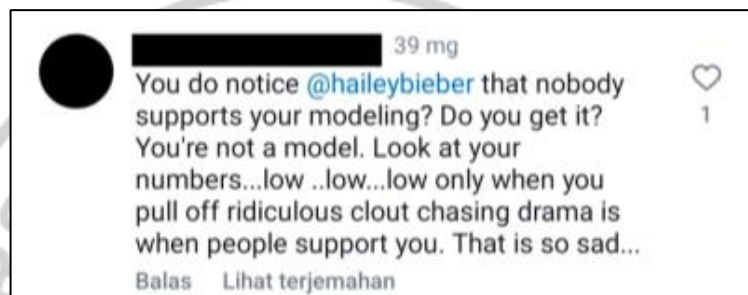 39 mg
You do notice @haileybieber that nobody
supports your modeling? Do you get it?
You're not a model. Look at your
numbers...low ..low...low only when you
pull off ridiculous clout chasing drama is
when people support you. That is so sad...
1
Balas Lihat terjemahan